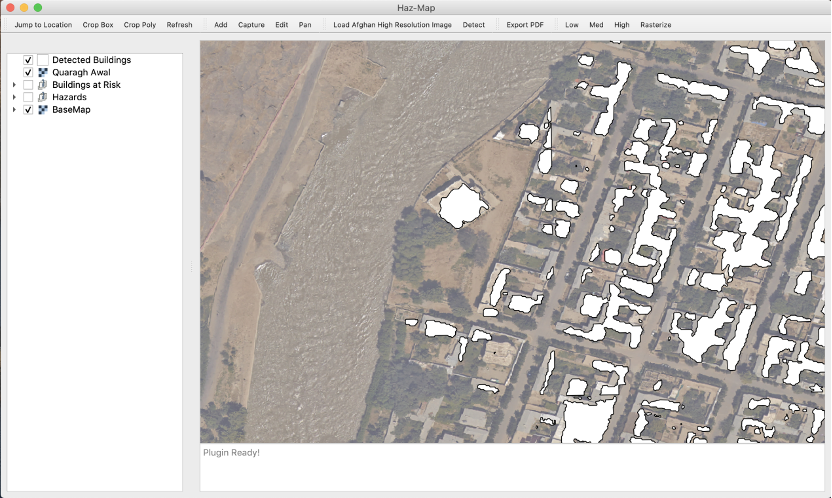 Haz-Map
Jump to Location Crop Box Crop Poly Refresh Add Capture Edit Pan Load Afghan High Resolution Image Detect Export PDF Low Med High Rasterize
Detected Buildings
Quaragh Awal
Buildings at Risk
Hazards
BaseMap
Plugin Ready!